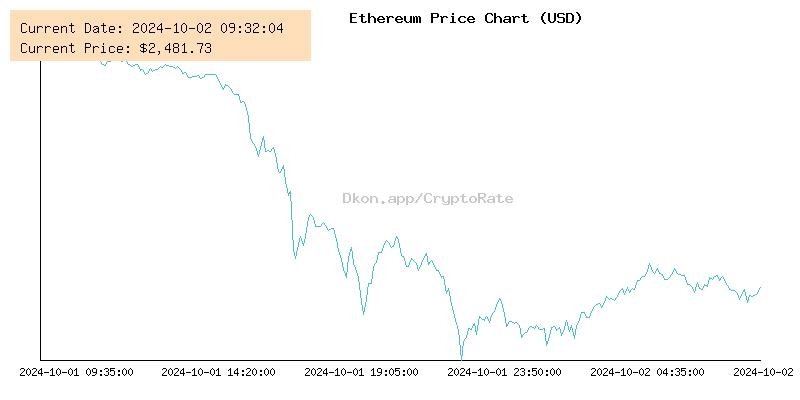 Ethereum Price Chart (USD)
Current Date: 2024-10-02 09:32:04
Current Price: $2,481.73
Dkon.app/CryptoRate
2024-10-01 09:35:00 2024-10-01 14:20:00 2024-10-01 19:05:00 2024-10-01 23:50:00 2024-10-02 04:35:00 2024-10-02